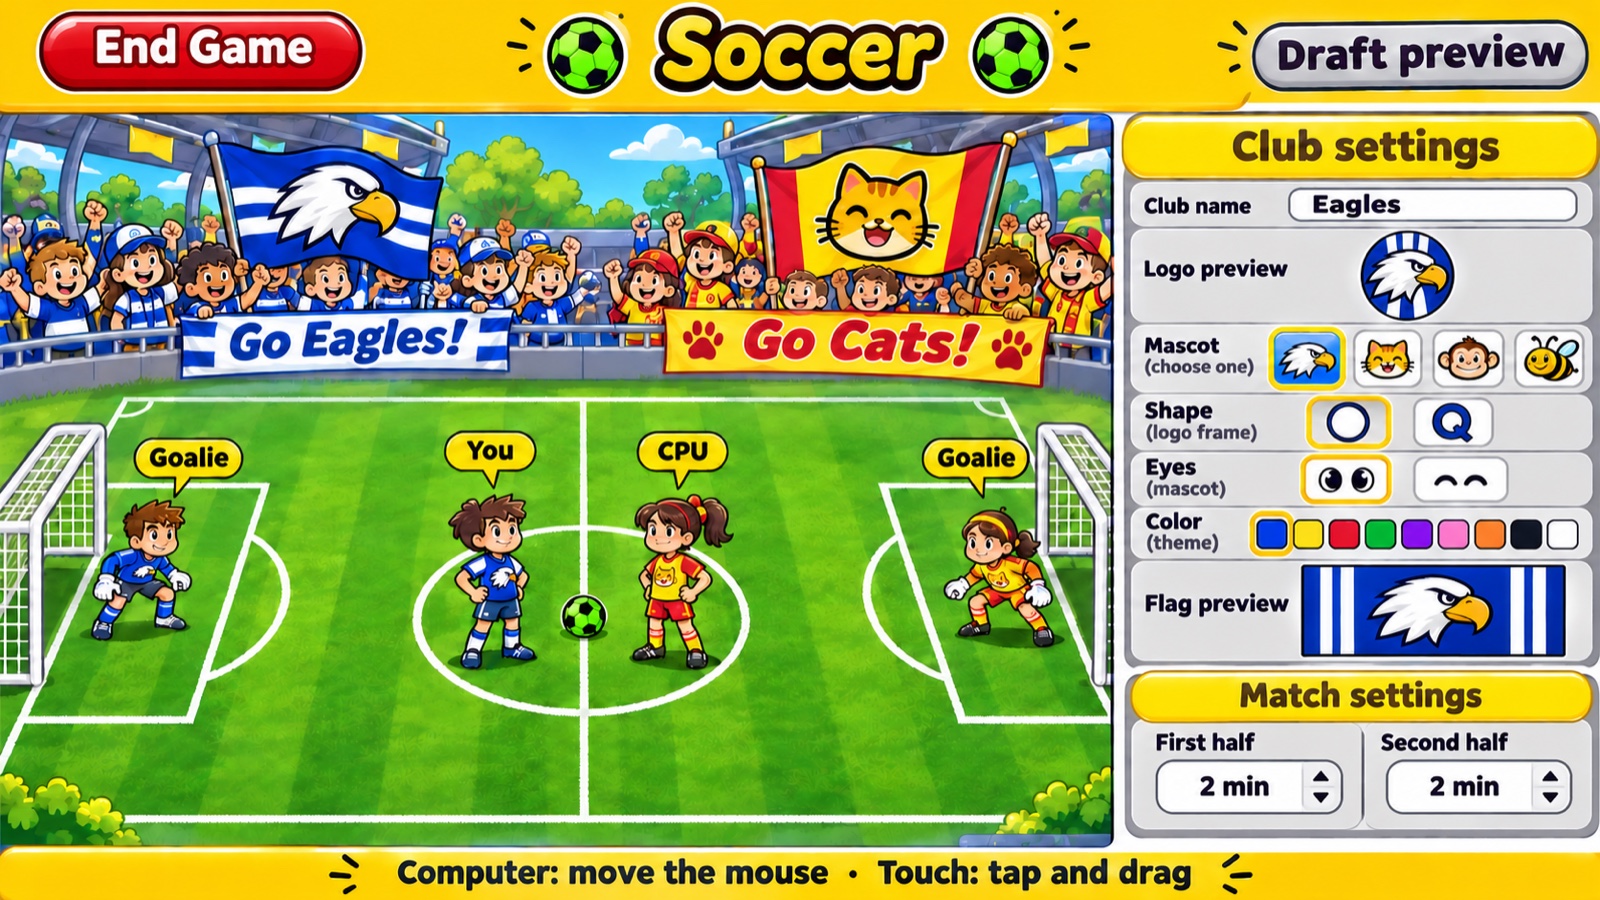 End Game
Soccer
Draft preview
Go Eagles!
Go Cats!
Goalie
You
CPU
Goalie
Club settings
Club name
Eagles
Logo preview
Mascot
(choose one)
Shape
(logo frame)
Q
Eyes
(mascot)
Color
(theme)
Flag preview
Match settings
First half
Second half
2 min
2 min
Computer: move the mouse · Touch: tap and drag